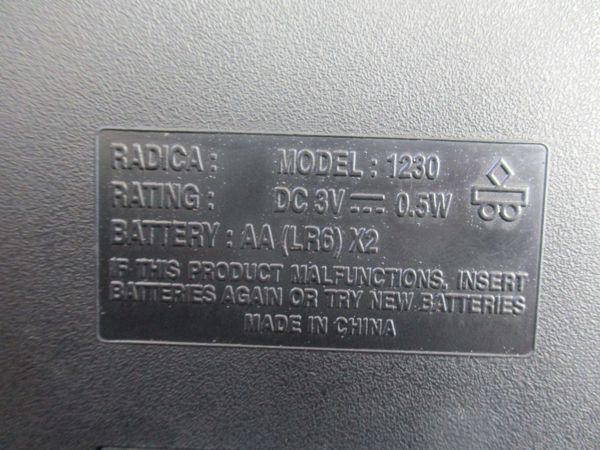 RADICA : MODEL : 1230
RATING : DC 3V ⎓ 0.5W
BATTERY : AA (LR6) X2
IF THIS PRODUCT MALFUNCTIONS, INSERT
BATTERIES AGAIN OR TRY NEW BATTERIES
MADE IN CHINA